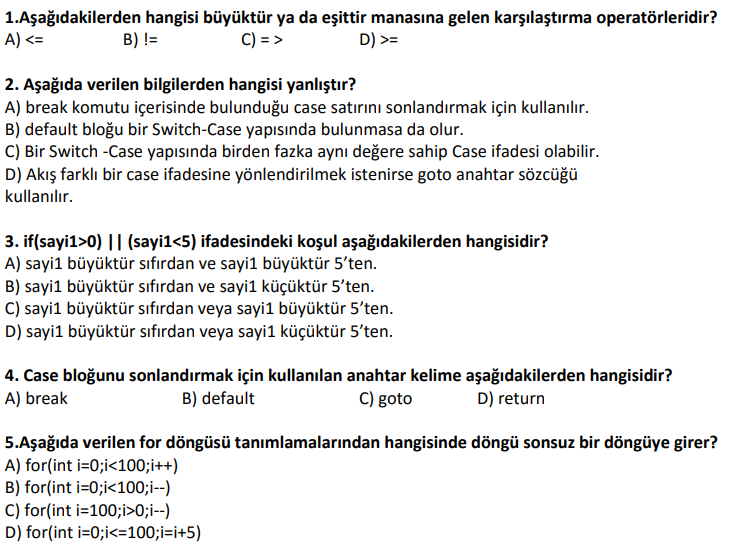 1.Aşağıdakilerden hangisi büyüktür ya da eşittir manasına gelen karşılaştırma operatörleridir?
A) <= B) != C) = > D) >=
2. Aşağıda verilen bilgilerden hangisi yanlıştır?
A) break komutu içerisinde bulunduğu case satırını sonlandırmak için kullanılır.
B) default bloğu bir Switch-Case yapısında bulunmasa da olur.
C) Bir Switch -Case yapısında birden fazka aynı değere sahip Case ifadesi olabilir.
D) Akış farklı bir case ifadesine yönlendirilmek istenirse goto anahtar sözcüğü
kullanılır.
3. if(sayi1>0) || (sayi1<5) ifadesindeki koşul aşağıdakilerden hangisidir?
A) sayi1 büyüktür sıfırdan ve sayi1 büyüktür 5’ten.
B) sayi1 büyüktür sıfırdan ve sayi1 küçüktür 5’ten.
C) sayi1 büyüktür sıfırdan veya sayi1 büyüktür 5’ten.
D) sayi1 büyüktür sıfırdan veya sayi1 küçüktür 5’ten.
4. Case bloğunu sonlandırmak için kullanılan anahtar kelime aşağıdakilerden hangisidir?
A) break B) default C) goto D) return
5.Aşağıda verilen for döngüsü tanımlamalarından hangisinde döngü sonsuz bir döngüye girer?
A) for(int i=0;i<100;i++)
B) for(int i=0;i<100;i--)
C) for(int i=100;i>0;i--)
D) for(int i=0;i<=100;i=i+5)